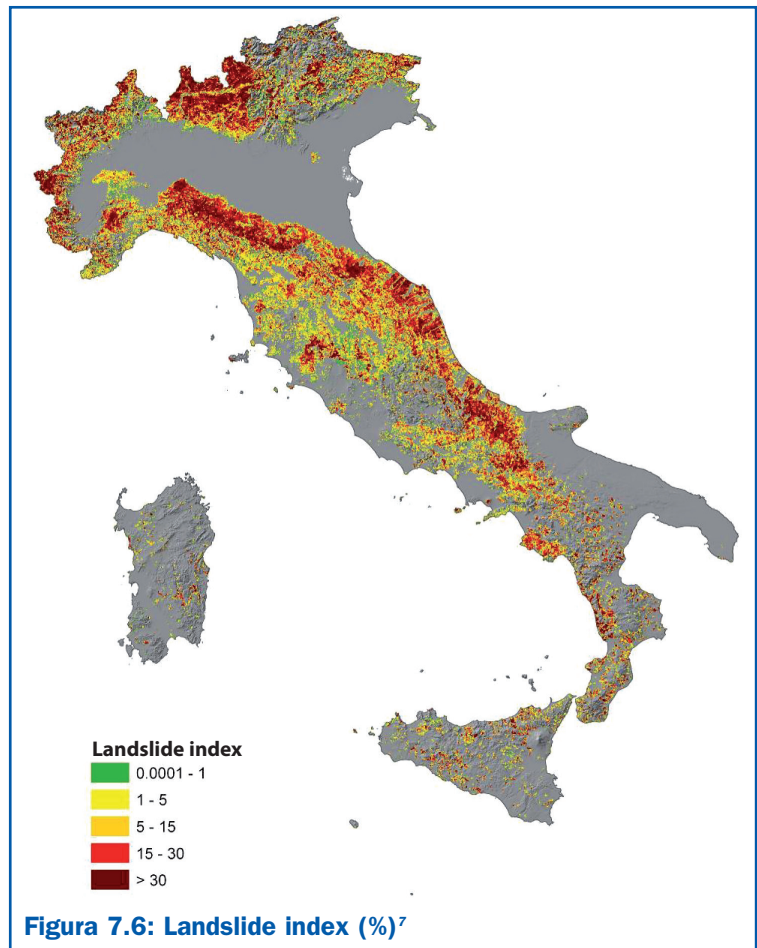 Landslide index
0.0001 - 1
1 - 5
5 - 15
15 - 30
> 30
Figura 7.6: Landslide index (%)⁷